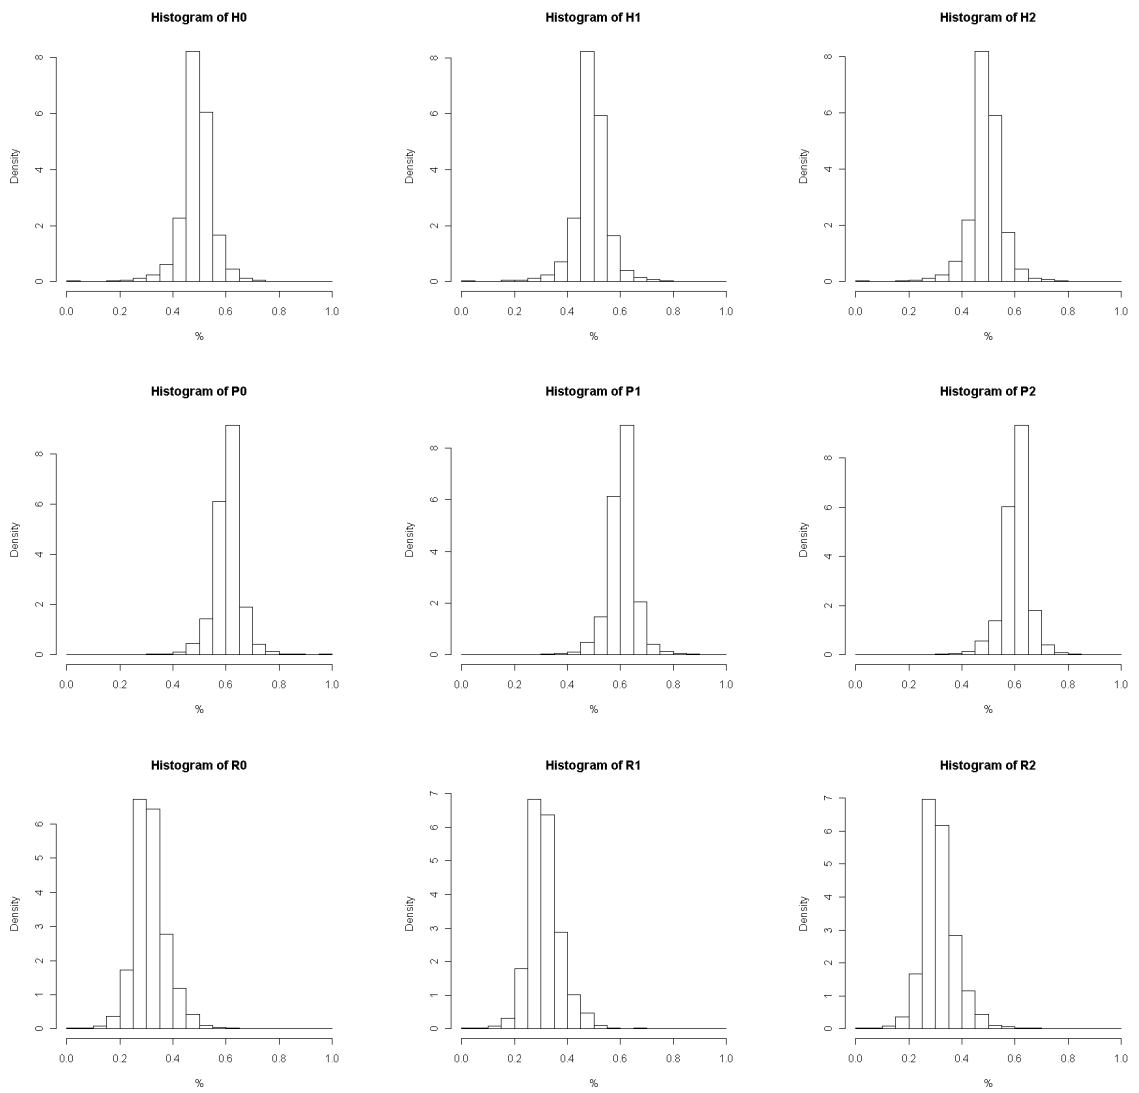 Histogram of H0
Density
0 2 4 6 8
0.0 0.2 0.4 0.6 0.8 1.0
%
Histogram of H1
Density
0 2 4 6 8
0.0 0.2 0.4 0.6 0.8 1.0
%
Histogram of H2
Density
0 2 4 6 8
0.0 0.2 0.4 0.6 0.8 1.0
%
Histogram of P0
Density
0 2 4 6 8
0.0 0.2 0.4 0.6 0.8 1.0
%
Histogram of P1
Density
0 2 4 6 8
0.0 0.2 0.4 0.6 0.8 1.0
%
Histogram of P2
Density
0 2 4 6 8
0.0 0.2 0.4 0.6 0.8 1.0
%
Histogram of R0
Density
0 1 2 3 4 5 6
0.0 0.2 0.4 0.6 0.8 1.0
%
Histogram of R1
Density
0 1 2 3 4 5 6 7
0.0 0.2 0.4 0.6 0.8 1.0
%
Histogram of R2
Density
0 1 2 3 4 5 6 7
0.0 0.2 0.4 0.6 0.8 1.0
%